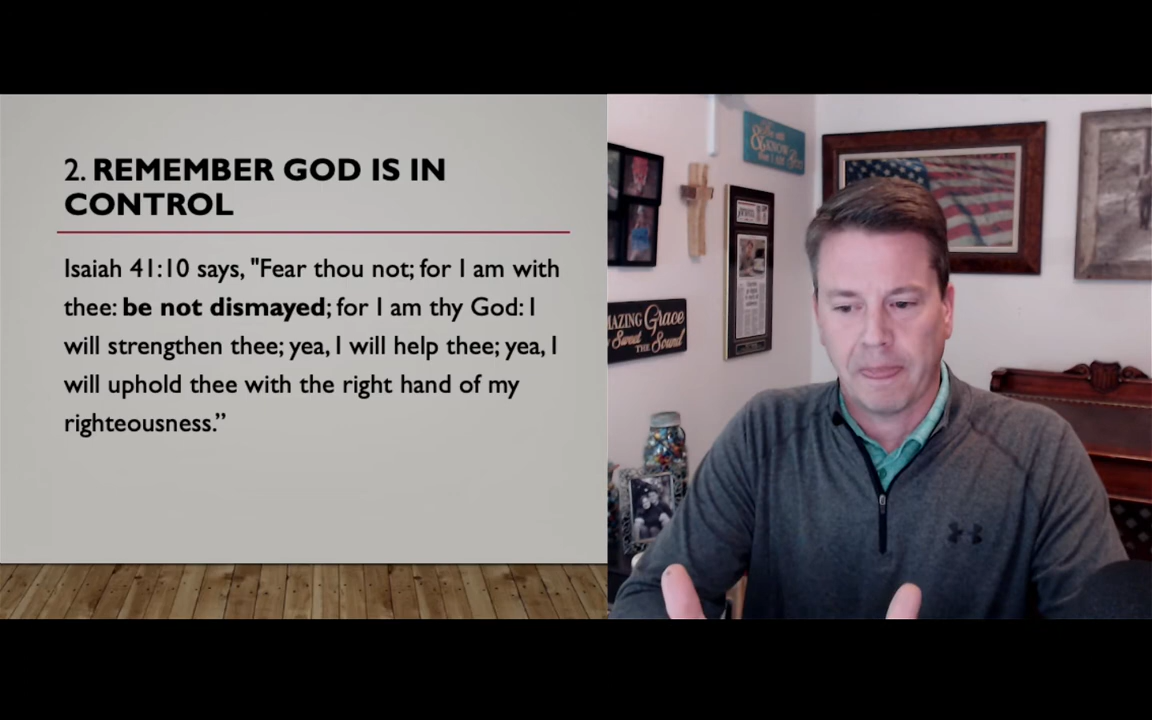 2. REMEMBER GOD IS IN
CONTROL
Isaiah 41:10 says, "Fear thou not; for I am with
thee: be not dismayed; for I am thy God: I
will strengthen thee; yea, I will help thee; yea, I
will uphold thee with the right hand of my
righteousness.”
& KNOW
AMAZING Grace
Sweet
THE Sound